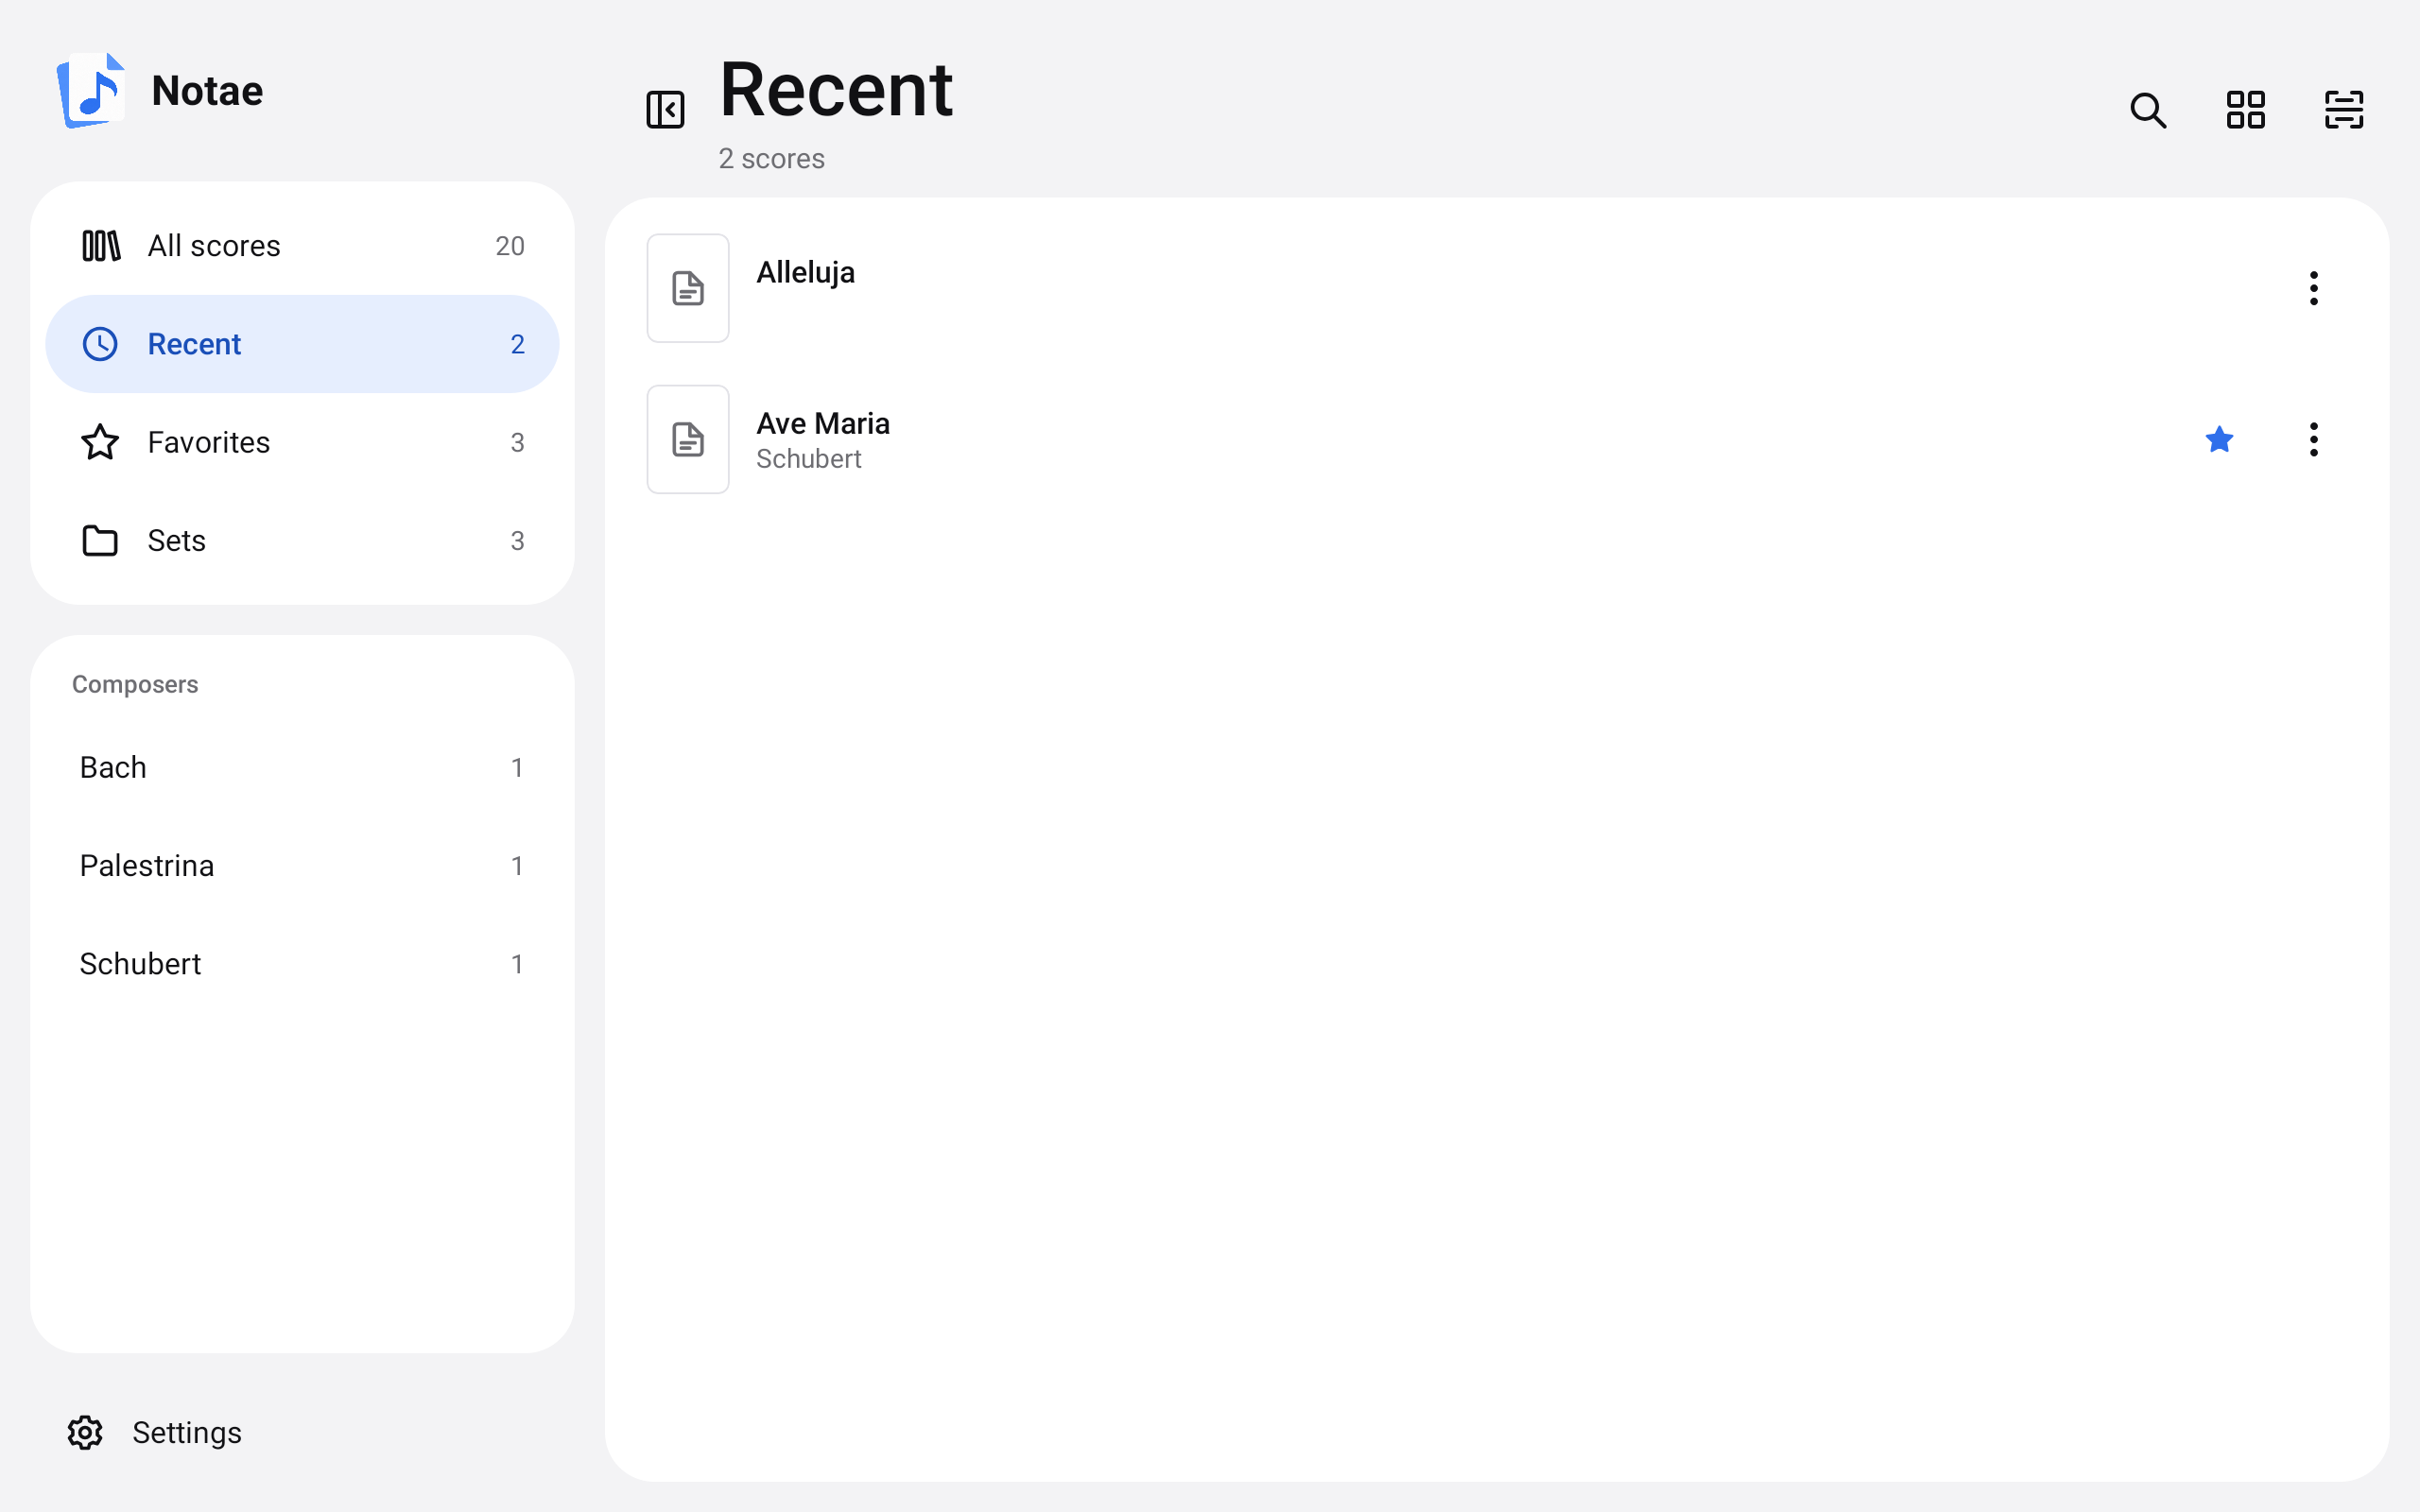 Notae
All scores 20
Recent 2
Favorites 3
Sets 3
Composers
Bach 1
Palestrina 1
Schubert 1
Settings
Recent
2 scores
Alleluja
Ave Maria
Schubert